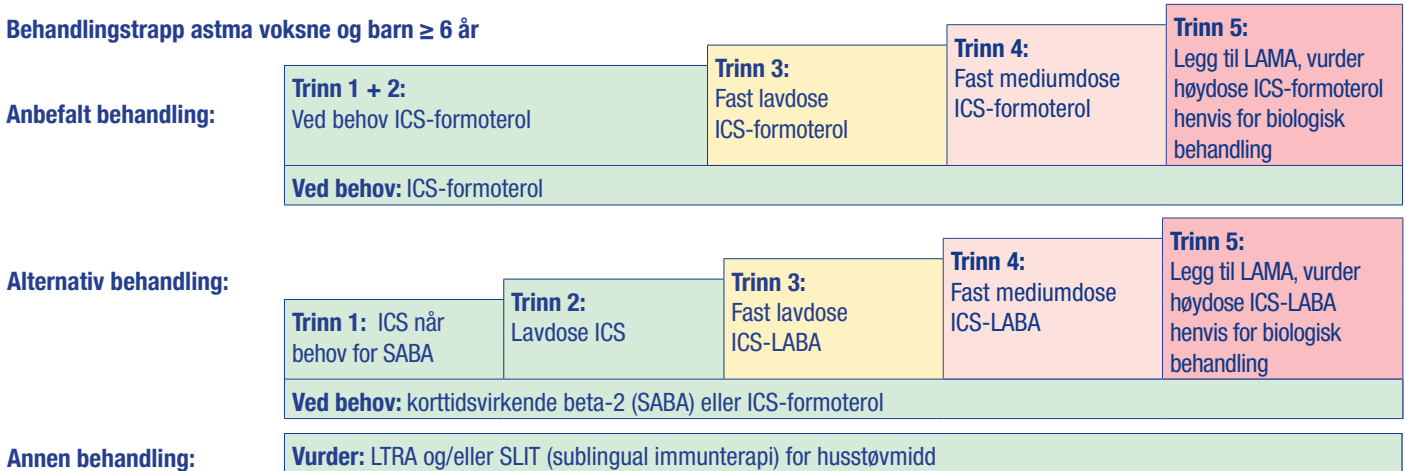 Behandlingstrapp astma voksne og barn ≥ 6 år
Anbefalt behandling:
Trinn 1 + 2:
Ved behov ICS-formoterol
Trinn 3:
Fast lavdose
ICS-formoterol
Trinn 4:
Fast mediumdose
ICS-formoterol
Trinn 5:
Legg til LAMA, vurder
høydose ICS-formoterol
henvis for biologisk
behandling
Ved behov: ICS-formoterol
Alternativ behandling:
Trinn 1: ICS når
behov for SABA
Trinn 2:
Lavdose ICS
Trinn 3:
Fast lavdose
ICS-LABA
Trinn 4:
Fast mediumdose
ICS-LABA
Trinn 5:
Legg til LAMA, vurder
høydose ICS-LABA
henvis for biologisk
behandling
Ved behov: korttidsvirkende beta-2 (SABA) eller ICS-formoterol
Annen behandling:
Vurder: LTRA og/eller SLIT (sublingual immunterapi) for husstøvmidd